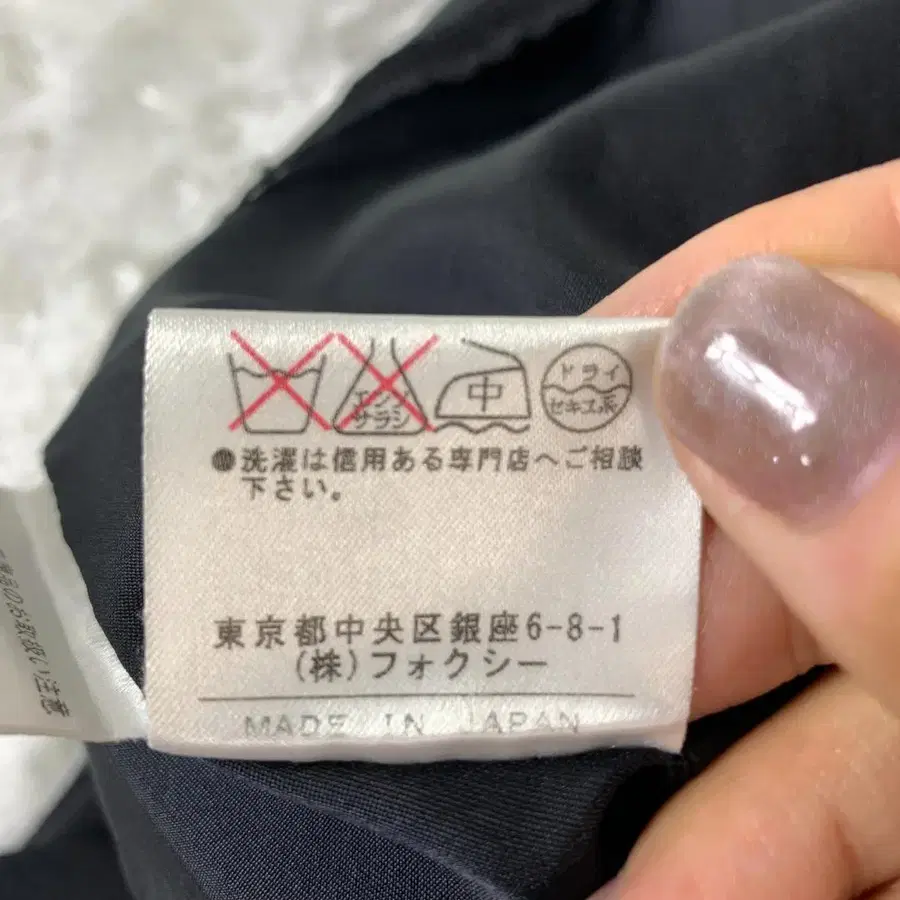 エンソ
サラシ
中
ドライ
セキユ系
●洗濯は信用ある専門店へご相談
下さい。
東京都中央区銀座6-8-1
(株)フォクシー
MADE IN JAPAN